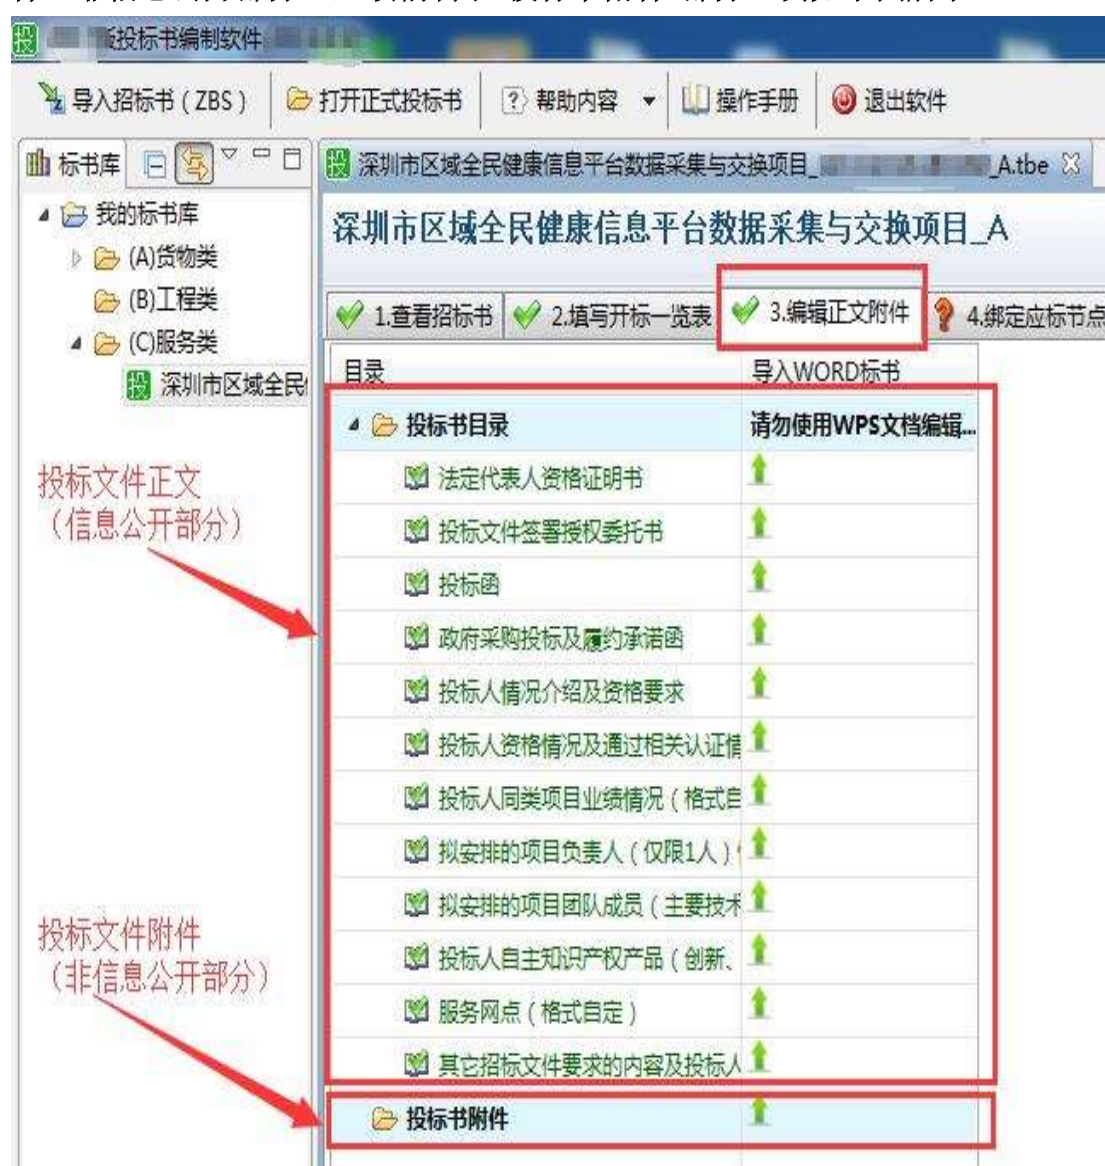 版投标书编制软件
导入招标书（ZBS） 打开正式投标书 帮助内容 操作手册 退出软件
标书库
深圳市区域全民健康信息平台数据采集与交换项目_ _A.tbe
我的标书库
(A)货物类
(B)工程类
(C)服务类
深圳市区域全民
深圳市区域全民健康信息平台数据采集与交换项目_A
1.查看招标书 2.填写开标一览表 3.编辑正文附件 4.绑定应标节点
目录 导入WORD标书
投标书目录 请勿使用WPS文档编辑...
法定代表人资格证明书
投标文件签署授权委托书
投标函
政府采购投标及履约承诺函
投标人情况介绍及资格要求
投标人资格情况及通过相关认证情
投标人同类项目业绩情况（格式自
拟安排的项目负责人（仅限1人）
拟安排的项目团队成员（主要技术
投标人自主知识产权产品（创新、
服务网点（格式自定）
其它招标文件要求的内容及投标人
投标书附件
投标文件正文
（信息公开部分）
投标文件附件
（非信息公开部分）